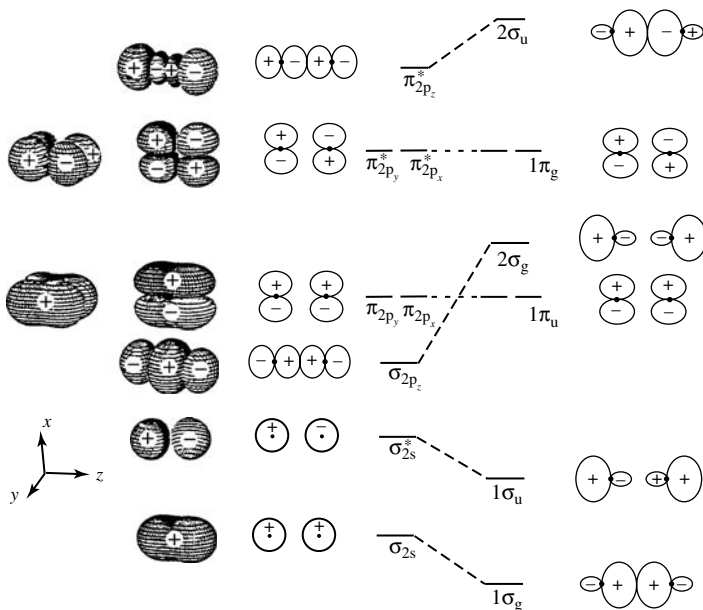 2σu
+ − + −
− + − +
+ − + −
π*2pz
+ − +
+ −
− +
+ −
− +
π*2py π*2px 1πg
+ −
− +
+ − − +
2σg
+
+
−
+ +
− −
π2py π2px 1πu
+ +
− −
− + −
− + + −
σ2pz
x
+ −
+ −
σ*2s
z
y
1σu
+ − + +
+
+ +
σ2s
1σg
− + + −